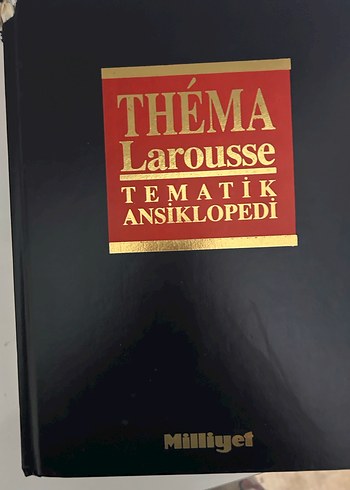 THÉMA
Larousse
TEMATİK
ANSİKLOPEDİ
Milliyet